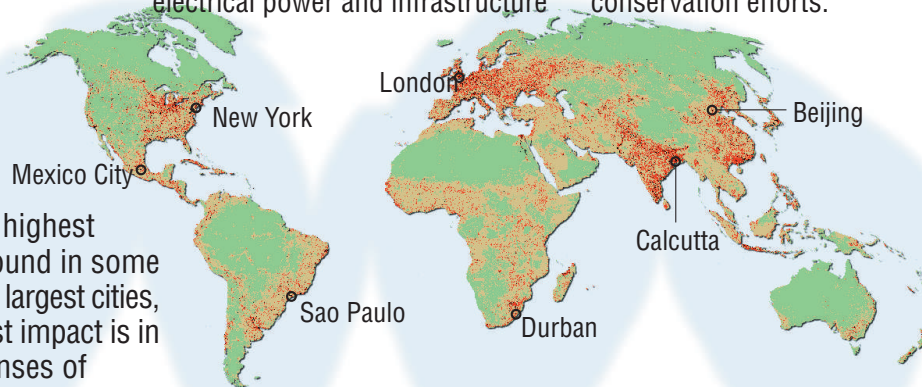 electrical power and infrastructure
conservation efforts.
London
New York
Beijing
Mexico City
Calcutta
highest
ound in some
largest cities,
st impact is in
nses of
Sao Paulo
Durban